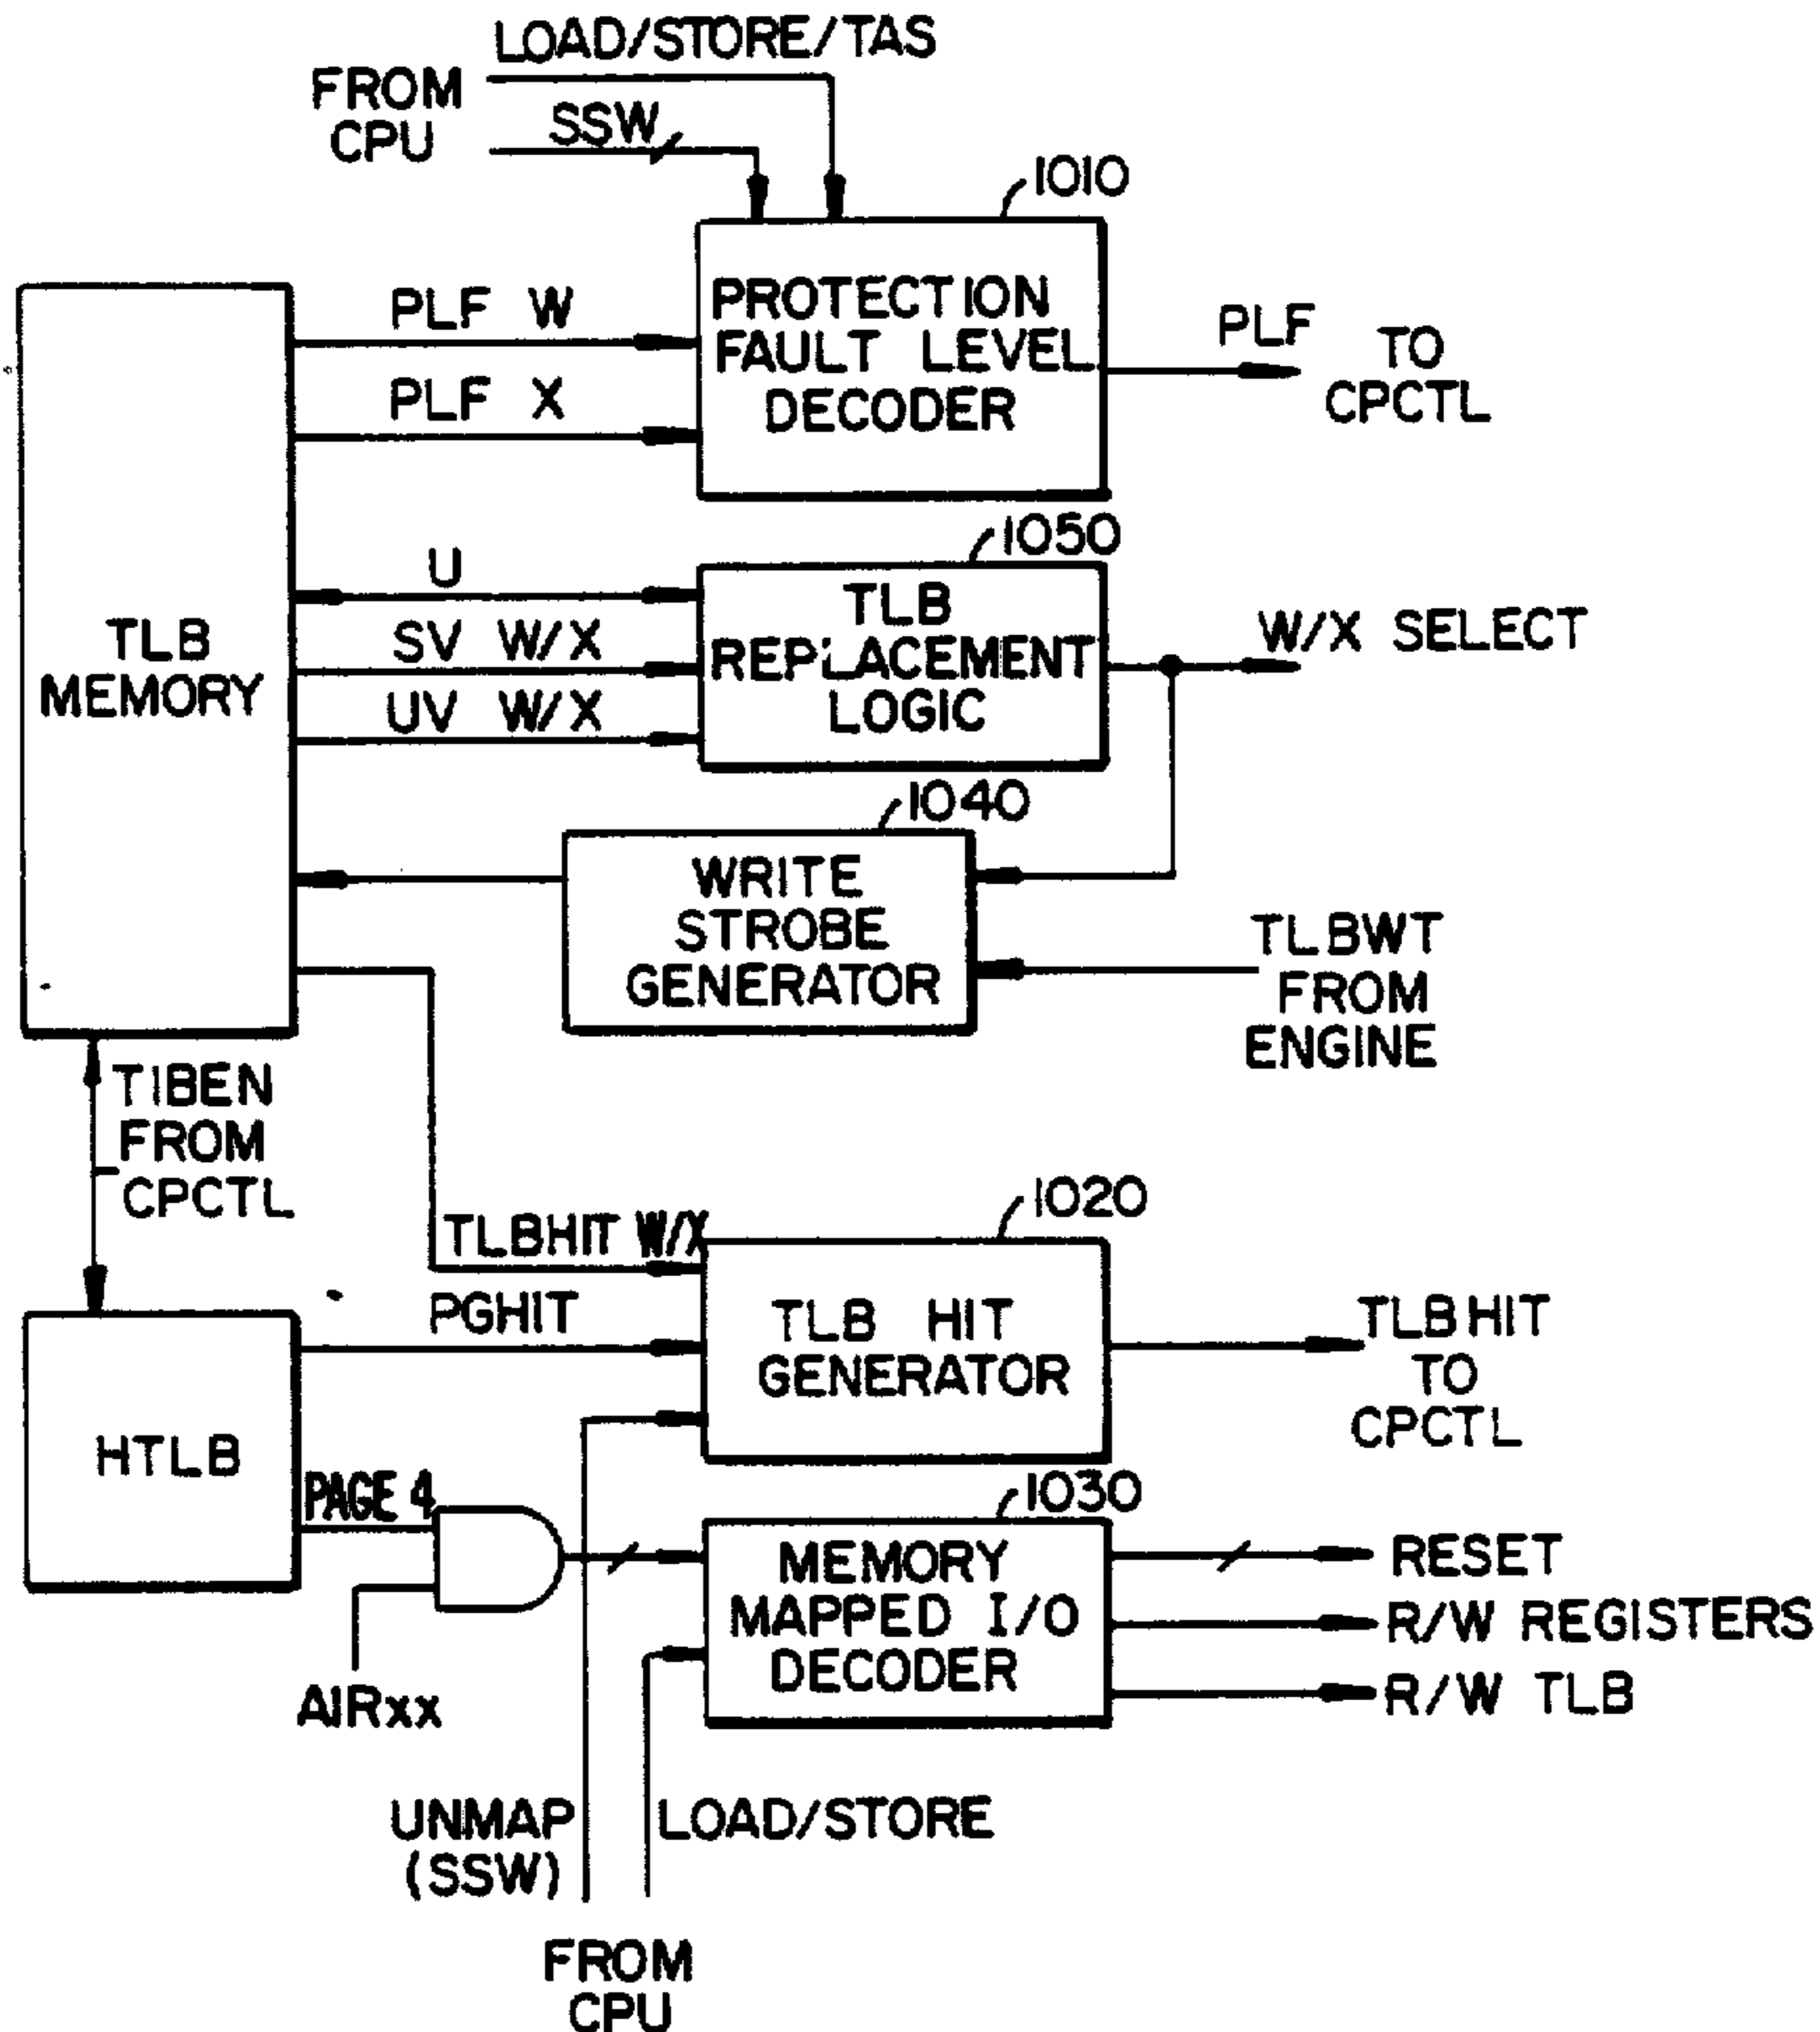 LOAD/STORE/TAS
FROM
CPU
SSW
1010
PLF W
PLF X
PROTECTION
FAULT LEVEL
DECODER
PLF
TO
CPCTL
1050
U
SV W/X
UV W/X
TLB
REPLACEMENT
LOGIC
W/X SELECT
TLB
MEMORY
1040
WRITE
STROBE
GENERATOR
TLBWT
FROM
ENGINE
TIBEN
FROM
CPCTL
1020
TLBHIT W/X
PGHIT
TLB HIT
GENERATOR
TLB HIT
TO
CPCTL
HTLB
PAGE 4
AIRxx
1030
MEMORY
MAPPED I/O
DECODER
RESET
R/W REGISTERS
R/W TLB
UNMAP
(SSW)
LOAD/STORE
FROM
CPU